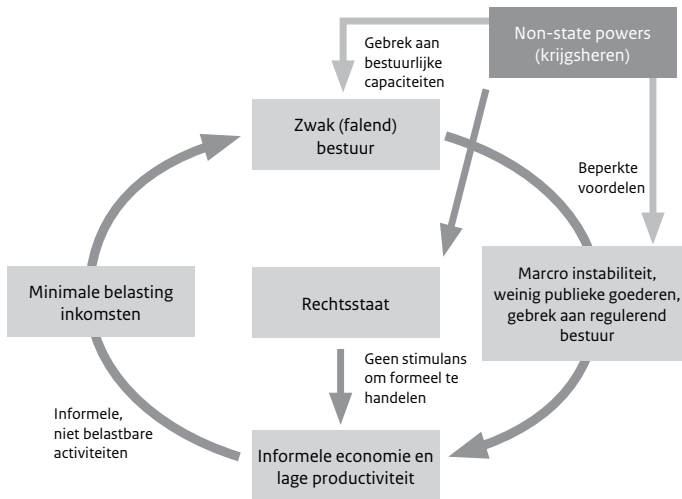 Non-state powers
(krijgsheren)
Gebrek aan
bestuurlijke
capaciteiten
Zwak (falend)
bestuur
Beperkte
voordelen
Marcro instabiliteit,
weinig publieke goederen,
gebrek aan regulerend
bestuur
Minimale belasting
inkomsten
Rechtsstaat
Geen stimulans
om formeel te
handelen
Informele,
niet belastbare
activiteiten
Informele economie en
lage productiviteit